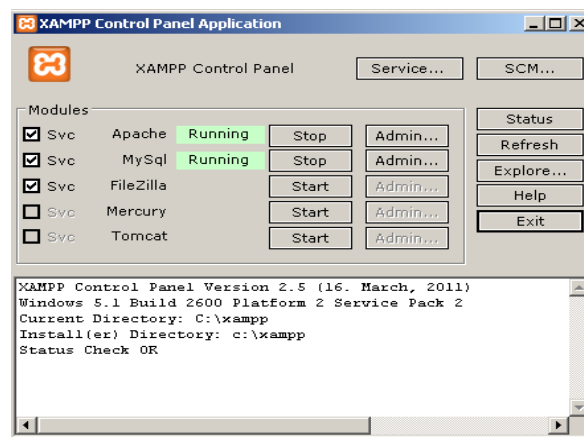 XAMPP Control Panel Application
XAMPP Control Panel
Service...
SCM...
Modules
Svc Apache Running Stop Admin...
Svc MySql Running Stop Admin...
Svc FileZilla Start Admin...
Svc Mercury Start Admin...
Svc Tomcat Start Admin...
Status
Refresh
Explore...
Help
Exit
XAMPP Control Panel Version 2.5 (16. March, 2011)
Windows 5.1 Build 2600 Platform 2 Service Pack 2
Current Directory: C:\xampp
Install(er) Directory: c:\xampp
Status Check OK